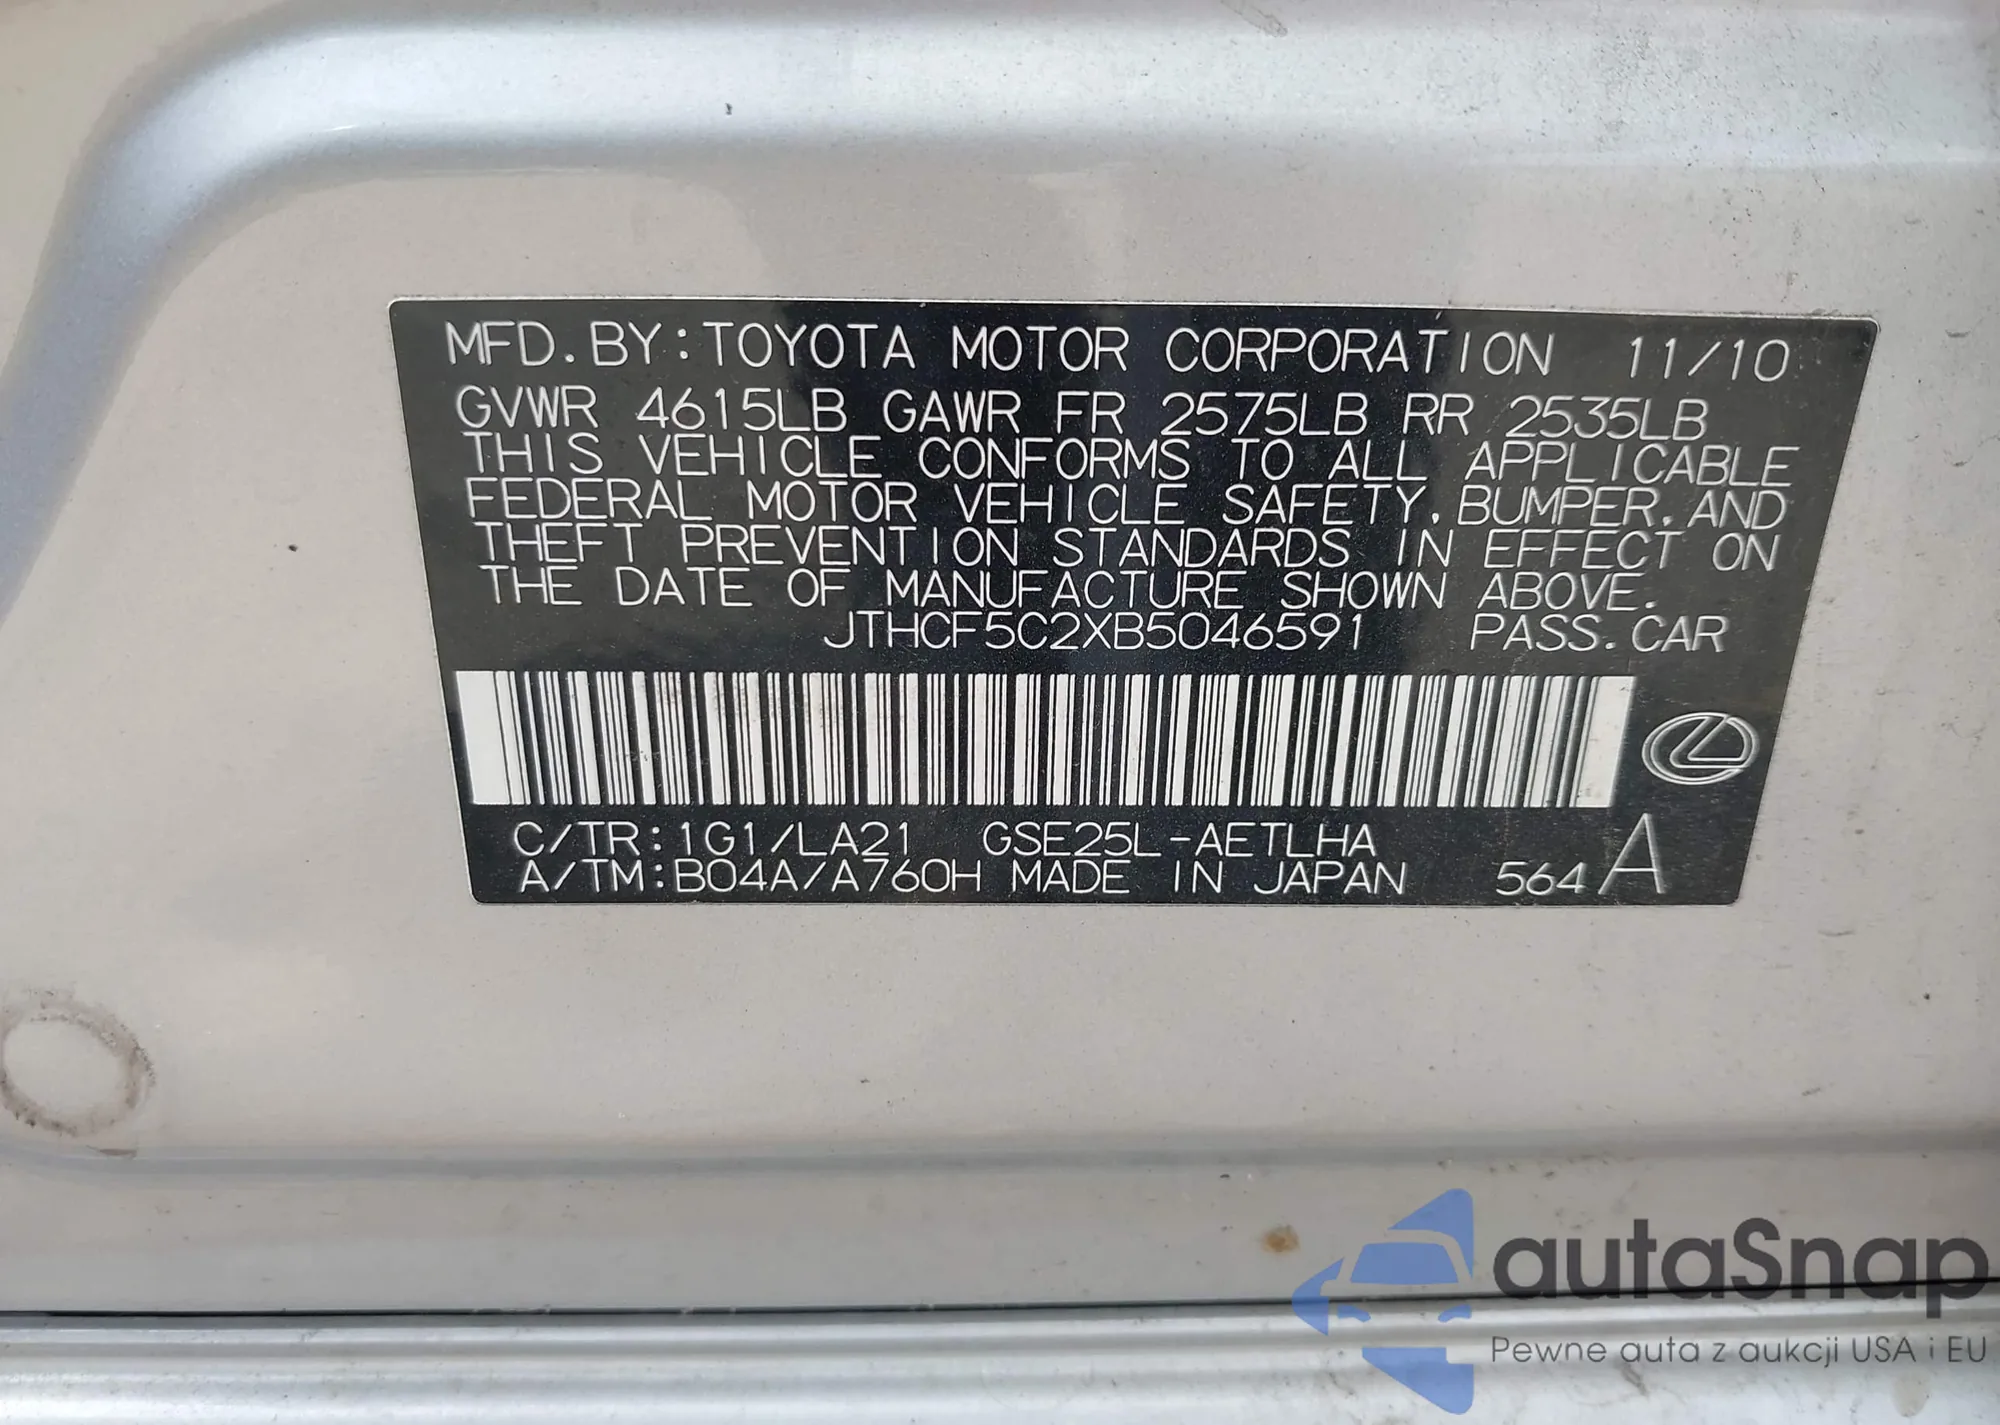 MFD. BY: TOYOTA MOTOR CORPORATION 11/10
GVWR 4615LB GAWR FR 2575LB RR 2535LB
THIS VEHICLE CONFORMS TO ALL APPLICABLE
FEDERAL MOTOR VEHICLE SAFETY, BUMPER, AND
THEFT PREVENTION STANDARDS IN EFFECT ON
THE DATE OF MANUFACTURE SHOWN ABOVE.
JTHCF5C2XB5046591 PASS. CAR
C/TR: 1G1/LA21 GSE25L-AETLHA
A/TM: B04A/A760H MADE IN JAPAN 564 A
autaSnap
Pewne auta z aukcji USA i EU